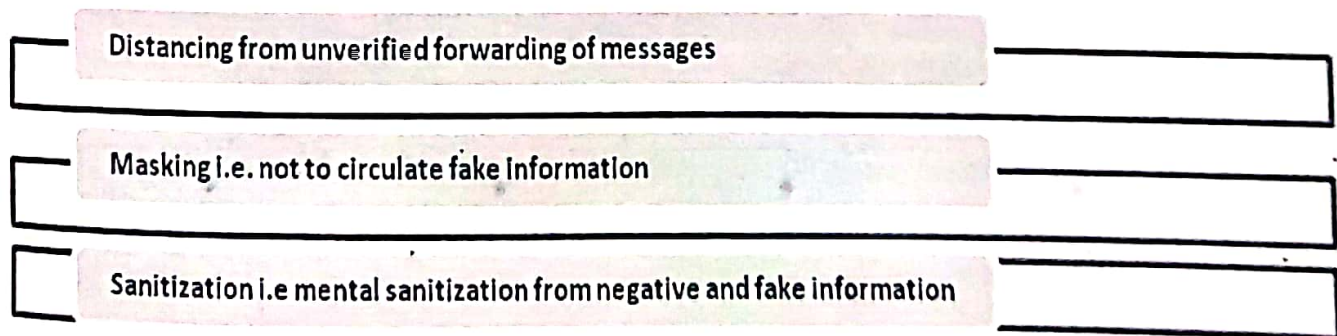 Distancing from unverified forwarding of messages
Masking i.e. not to circulate fake information
Sanitization i.e mental sanitization from negative and fake information